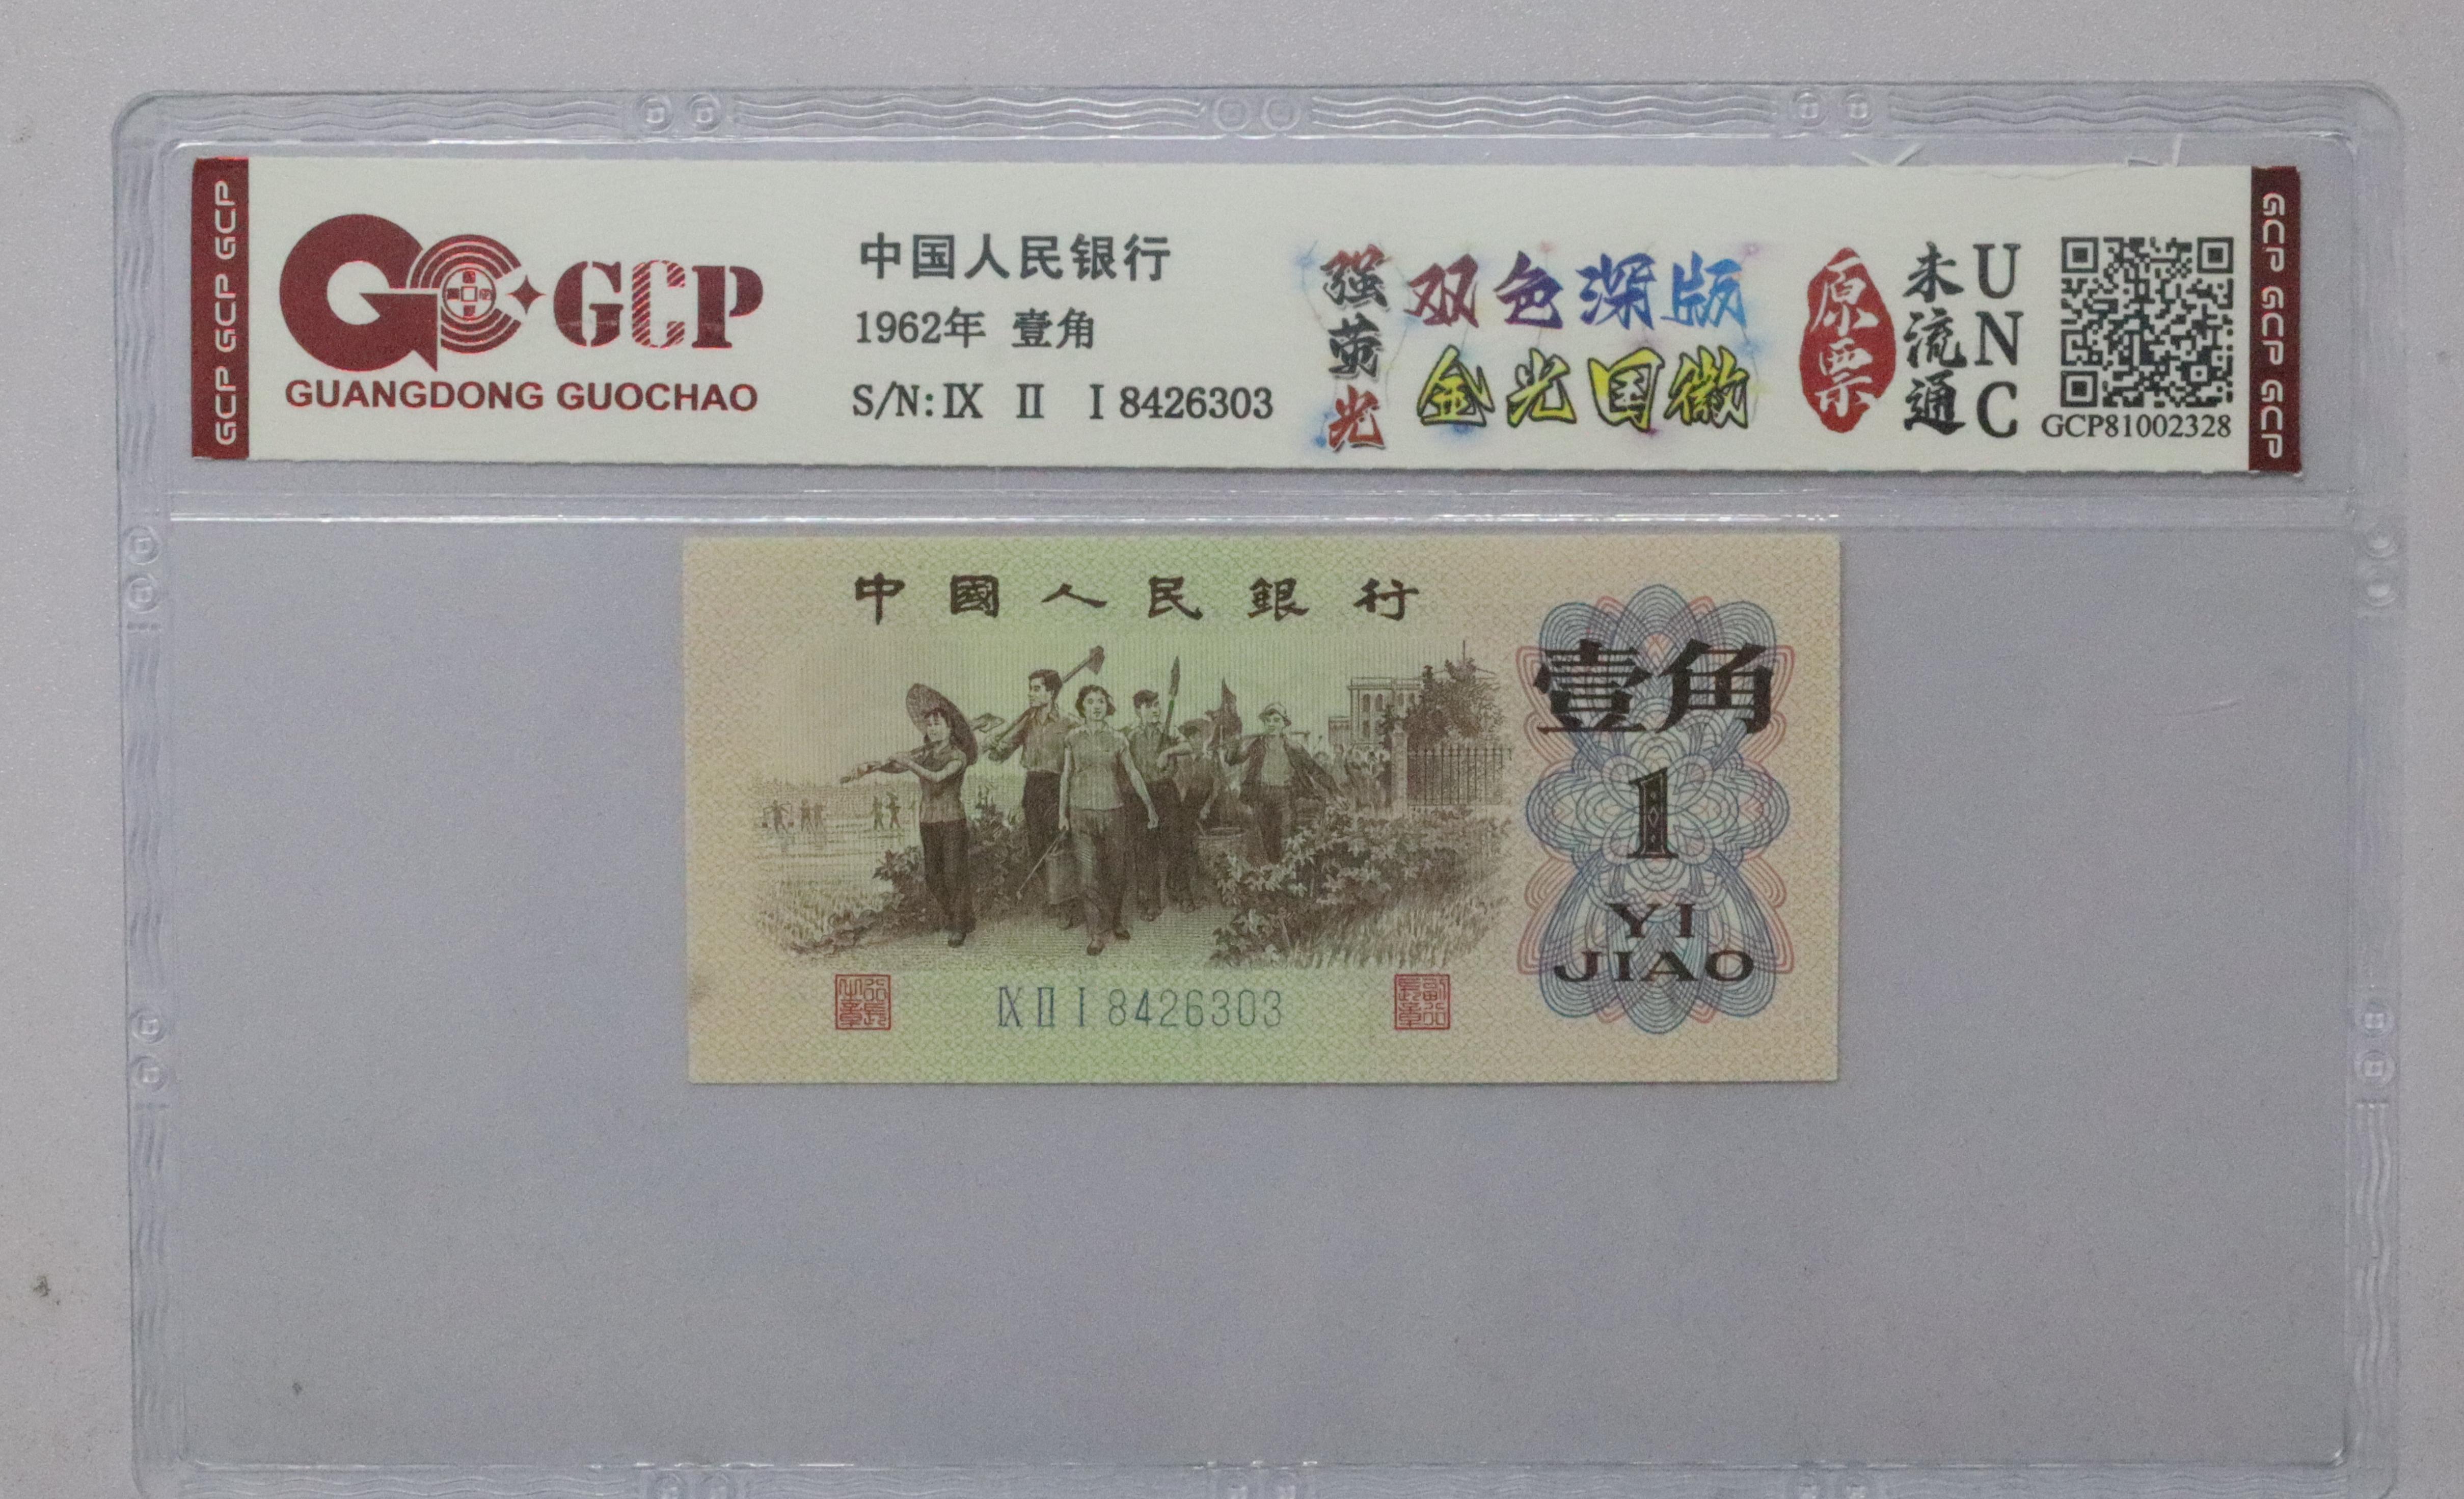 GCP GCP GCP
GCP
GUANGDONG GUOCHAO
中国人民银行
1962年 壹角
S/N: IX II I 8426303
强荧光
双色深版
金光国徽
原票
未流通
UNC
GCP81002328
GCP GCP GCP
中國人民銀行
壹角
1
YI
JIAO
IX II I 8426303